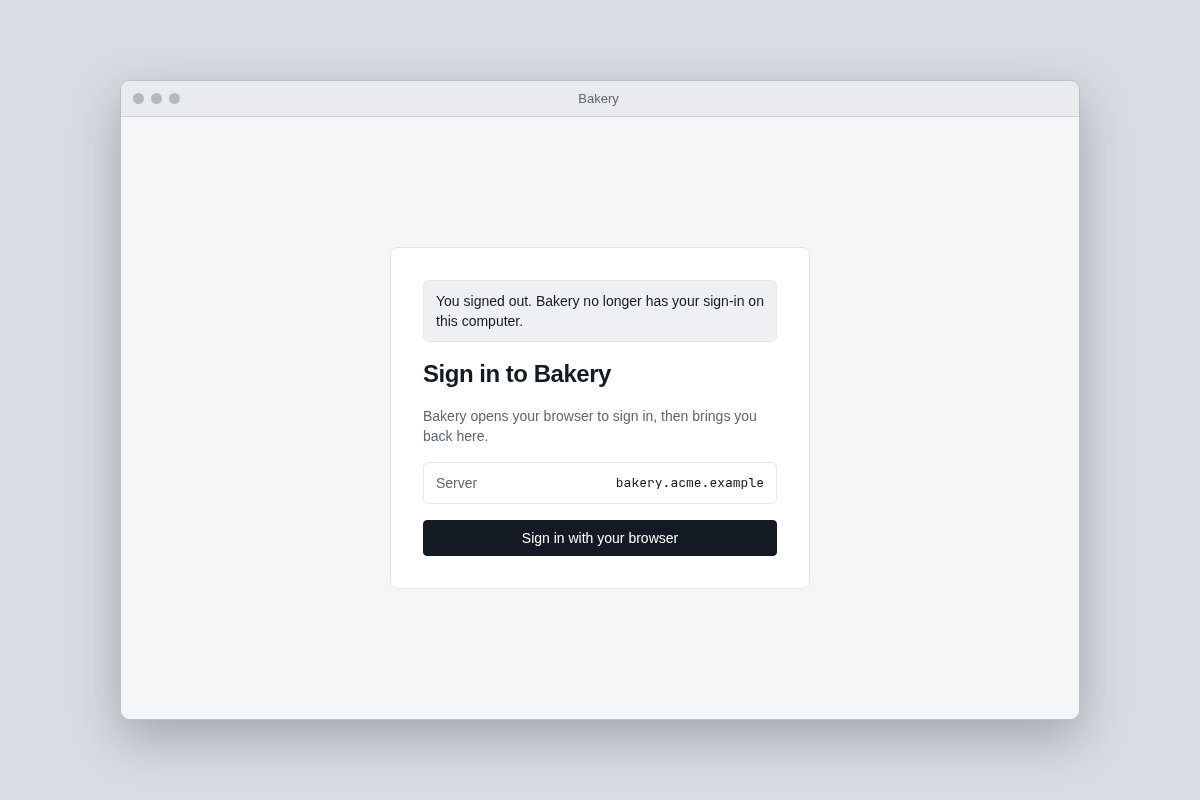 Bakery
You signed out. Bakery no longer has your sign-in on
this computer.
Sign in to Bakery
Bakery opens your browser to sign in, then brings you
back here.
Server bakery.acme.example
Sign in with your browser